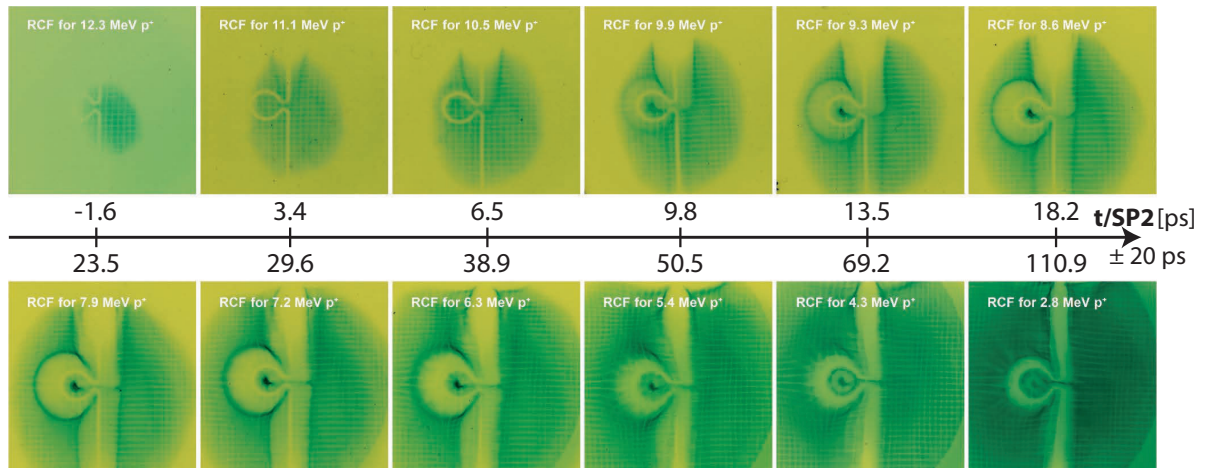 RCF for 12.3 MeV p⁺ RCF for 11.1 MeV p⁺ RCF for 10.5 MeV p⁺ RCF for 9.9 MeV p⁺ RCF for 9.3 MeV p⁺ RCF for 8.6 MeV p⁺
-1.6 3.4 6.5 9.8 13.5 18.2 t/SP2 [ps]
23.5 29.6 38.9 50.5 69.2 110.9 ± 20 ps
RCF for 7.9 MeV p⁺ RCF for 7.2 MeV p⁺ RCF for 6.3 MeV p⁺ RCF for 5.4 MeV p⁺ RCF for 4.3 MeV p⁺ RCF for 2.8 MeV p⁺